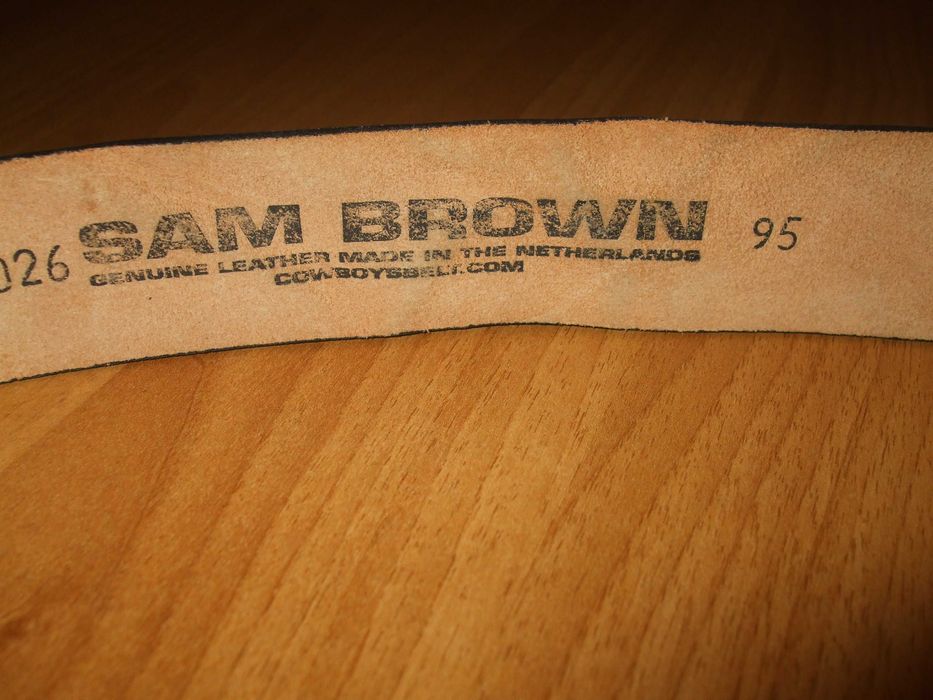 026 SAM BROWN 95
GENUINE LEATHER MADE IN THE NETHERLANDS
COWBOYSBELT.COM